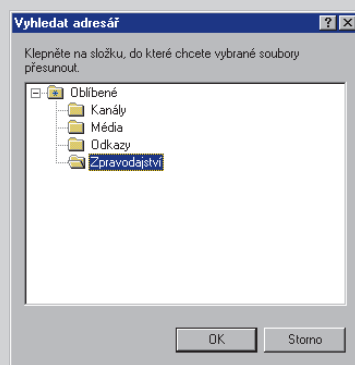 Vyhledat adresář
Klepněte na složku, do které chcete vybrané soubory
přesunout.
Oblíbené
Kanály
Média
Odkazy
Zpravodajství
OK
Storno